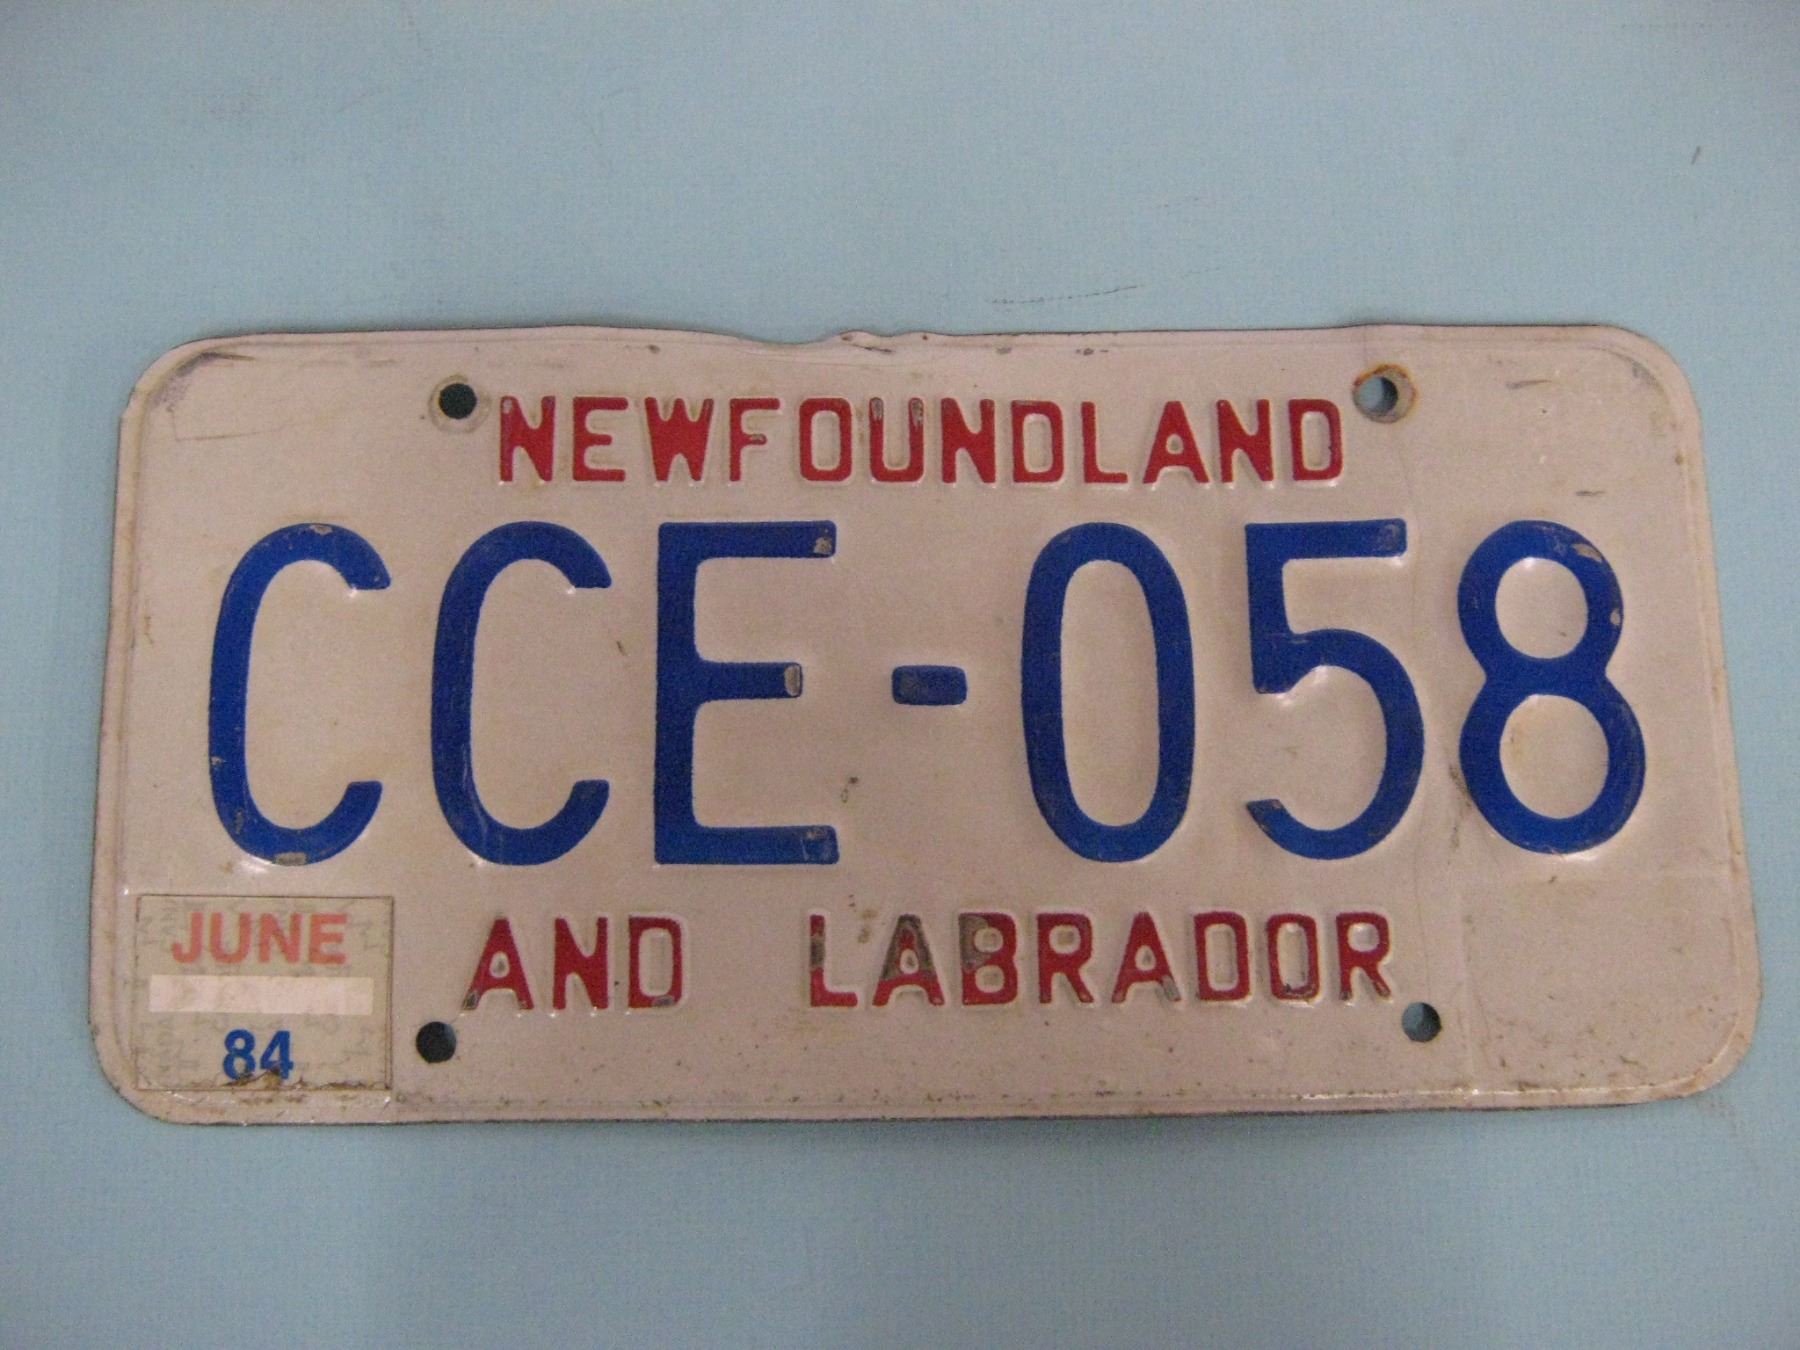 NEWFOUNDLAND
CCE-058
AND LABRADOR
JUNE
84